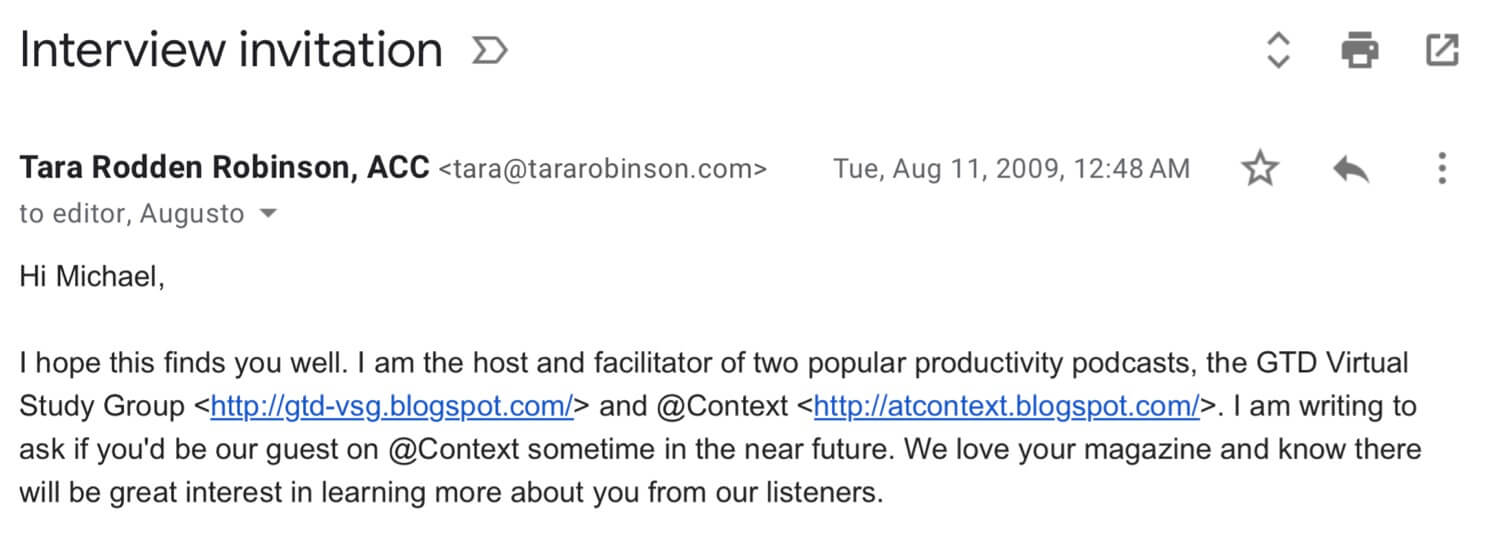 Interview invitation
Tara Rodden Robinson, ACC <tara@tararobinson.com> Tue, Aug 11, 2009, 12:48 AM
to editor, Augusto
Hi Michael,
I hope this finds you well. I am the host and facilitator of two popular productivity podcasts, the GTD Virtual
Study Group <http://gtd-vsg.blogspot.com/> and @Context <http://atcontext.blogspot.com/>. I am writing to
ask if you'd be our guest on @Context sometime in the near future. We love your magazine and know there
will be great interest in learning more about you from our listeners.